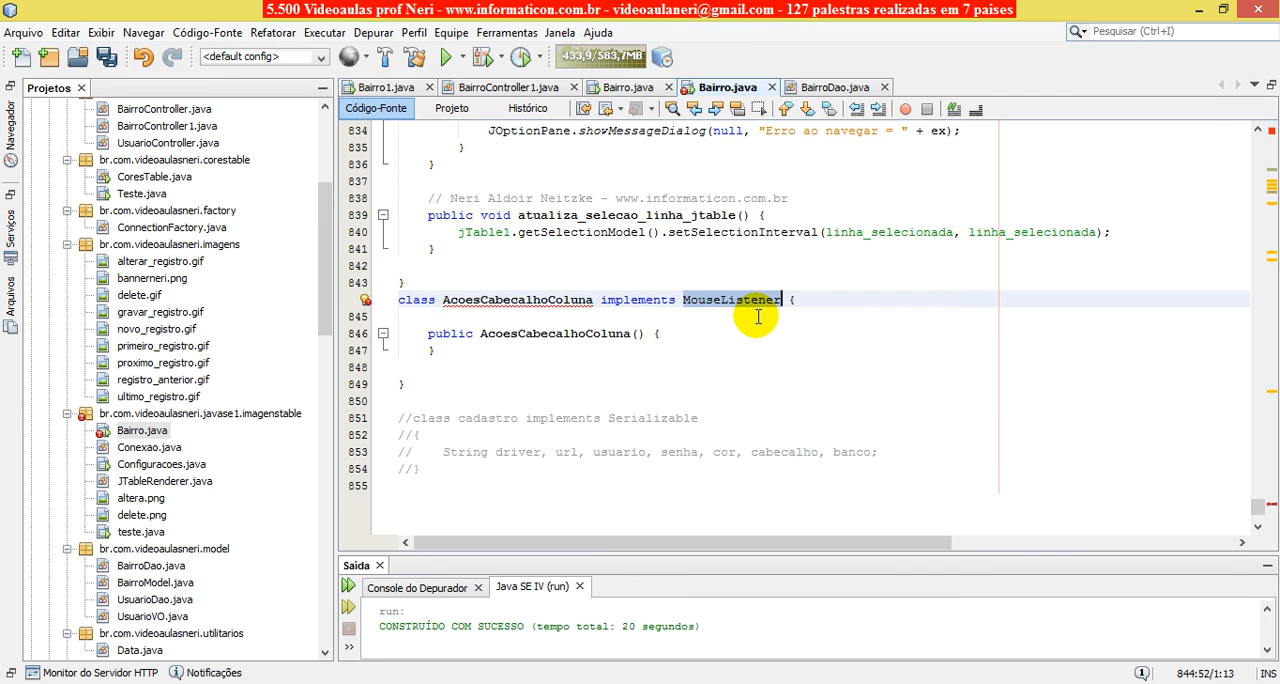 5.500 Videoaulas prof Neri - www.informaticon.com.br - videoaulaneri@gmail.com - 127 palestras realizadas em 7 paises
Arquivo Editar Exibir Navegar Código-Fonte Refatorar Executar Depurar Perfil Equipe Ferramentas Janela Ajuda
Pesquisar (Ctrl+I)
<default config>
433,9/583,7MB
Projetos
Bairro1.java BairroController1.java Bairro.java Bairro.java BairroDao.java
Código-Fonte Projeto Histórico
Navegador
Serviços
Arquivos
BairroController.java
BairroController1.java
UsuarioController.java
br.com.videoaulasneri.corestable
CoresTable.java
Teste.java
br.com.videoaulasneri.factory
ConnectionFactory.java
br.com.videoaulasneri.imagens
alterar_registro.gif
bannerneri.png
delete.gif
gravar_registro.gif
novo_registro.gif
primeiro_registro.gif
proximo_registro.gif
registro_anterior.gif
ultimo_registro.gif
br.com.videoaulasneri.javase1.imagenstable
Bairro.java
Conexao.java
Configuracoes.java
JTableRenderer.java
altera.png
delete.png
teste.java
br.com.videoaulasneri.model
BairroDao.java
BairroModel.java
UsuarioDao.java
UsuarioVO.java
br.com.videoaulasneri.utilitarios
Data.java
834 JOptionPane.showMessageDialog(null, "Erro ao navegar = " + ex);
835 }
836 }
837
838 // Neri Aldoir Neitzke - www.informaticon.com.br
839 public void atualiza_selecao_linha_jtable() {
840 jTable1.getSelectionModel().setSelectionInterval(linha_selecionada, linha_selecionada);
841 }
842
843 }
class AcoesCabecalhoColuna implements MouseListener {
845
846 public AcoesCabecalhoColuna() {
847 }
848
849 }
850
851 //class cadastro implements Serializable
852 //{
853 // String driver, url, usuario, senha, cor, cabecalho, banco;
854 //}
855
Saída
Console do Depurador Java SE IV (run)
run:
CONSTRUÍDO COM SUCESSO (tempo total: 20 segundos)
Monitor do Servidor HTTP Notificações 844:52/1:13 INS